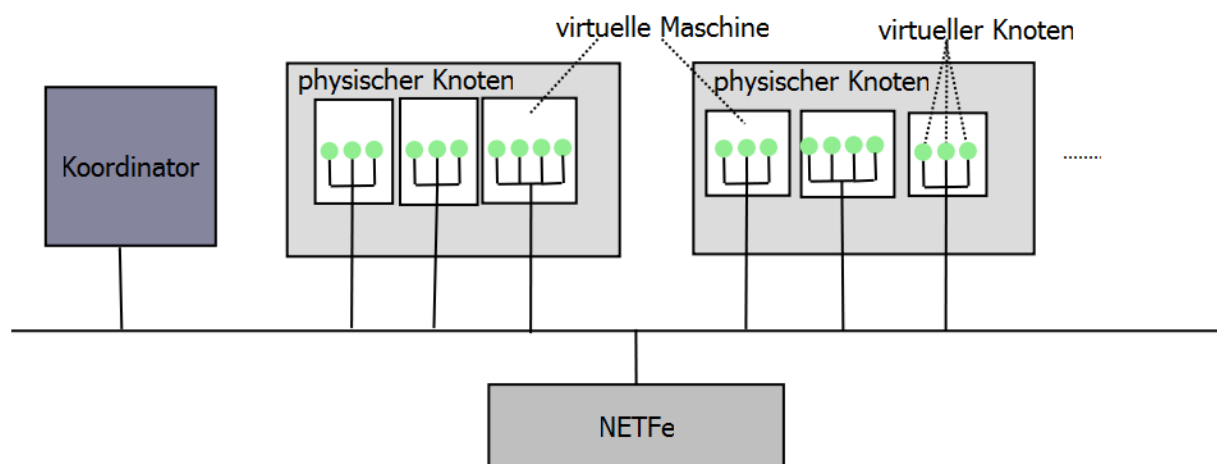 virtuelle Maschine
virtueller Knoten
physischer Knoten
physischer Knoten
Koordinator
NETFe